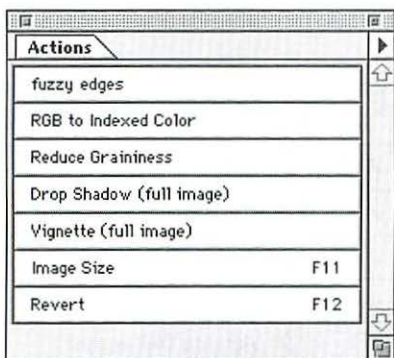 Actions
fuzzy edges
RGB to Indexed Color
Reduce Graininess
Drop Shadow (full image)
Vignette (full image)
Image Size F11
Revert F12